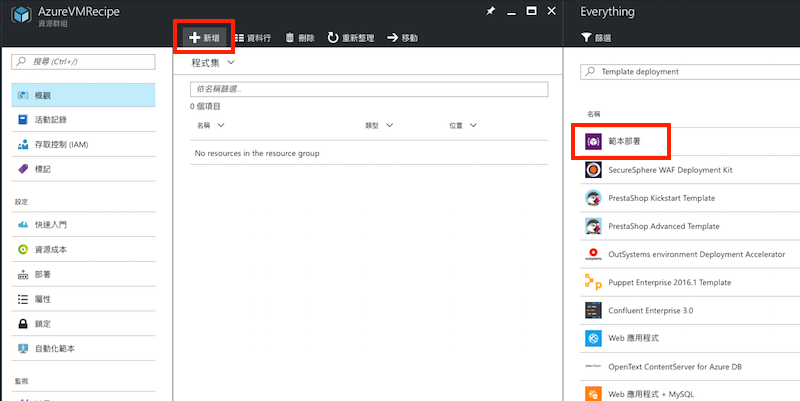 AzureVMRecipe
資源群組
搜尋 (Ctrl+/)
概觀
活動記錄
存取控制 (IAM)
標記
設定
快速入門
資源成本
部署
屬性
鎖定
自動化範本
監視
新增
資料行
刪除
重新整理
移動
程式集
依名稱篩選...
0 個項目
名稱
類型
位置
No resources in the resource group
Everything
篩選
Template deployment
名稱
範本部署
SecureSphere WAF Deployment Kit
PrestaShop Kickstart Template
PrestaShop Advanced Template
OutSystems environment Deployment Accelerator
Puppet Enterprise 2016.1 Template
Confluent Enterprise 3.0
Web 應用程式
OpenText ContentServer for Azure DB
Web 應用程式 + MySQL